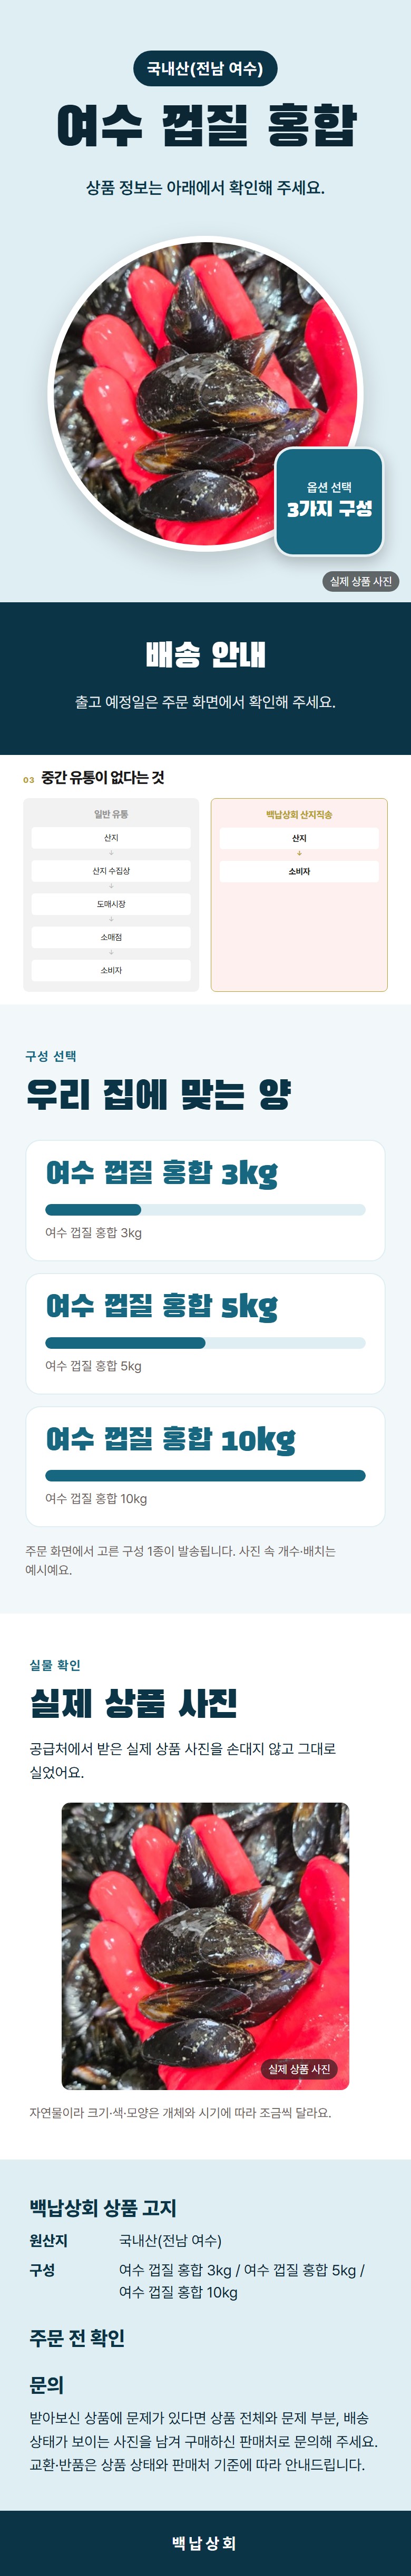 국내산(전남 여수)
여수 껍질 홍합
상품 정보는 아래에서 확인해 주세요.
옵션 선택
3가지 구성
실제 상품 사진
배송 안내
출고 예정일은 주문 화면에서 확인해 주세요.
03 중간 유통이 없다는 것
일반 유통
산지
↓
산지 수집상
↓
도매시장
↓
소매점
↓
소비자
백납상회 산지직송
산지
↓
소비자
구성 선택
우리 집에 맞는 양
여수 껍질 홍합 3kg
여수 껍질 홍합 3kg
여수 껍질 홍합 5kg
여수 껍질 홍합 5kg
여수 껍질 홍합 10kg
여수 껍질 홍합 10kg
주문 화면에서 고른 구성 1종이 발송됩니다. 사진 속 개수·배치는
예시예요.
실물 확인
실제 상품 사진
공급처에서 받은 실제 상품 사진을 손대지 않고 그대로
실었어요.
실제 상품 사진
자연물이라 크기·색·모양은 개체와 시기에 따라 조금씩 달라요.
백납상회 상품 고지
원산지 국내산(전남 여수)
구성 여수 껍질 홍합 3kg / 여수 껍질 홍합 5kg /
여수 껍질 홍합 10kg
주문 전 확인
문의
받아보신 상품에 문제가 있다면 상품 전체와 문제 부분, 배송
상태가 보이는 사진을 남겨 구매하신 판매처로 문의해 주세요.
교환·반품은 상품 상태와 판매처 기준에 따라 안내드립니다.
백납상회